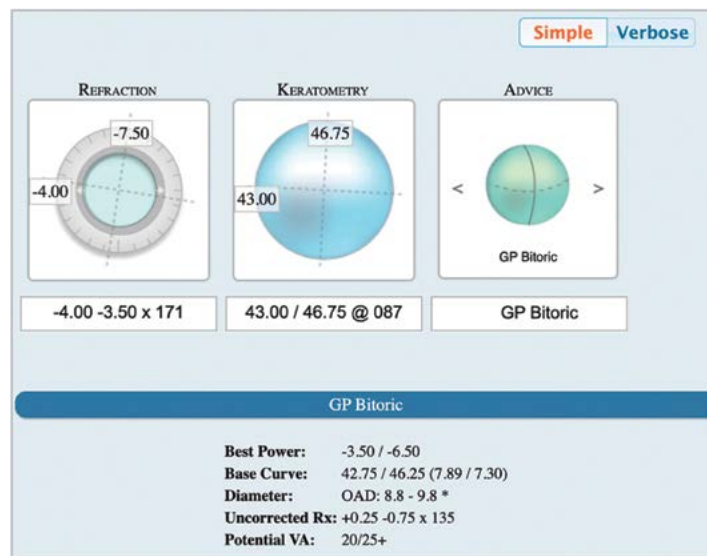 Simple Verbose
REFRACTION KERATOMETRY ADVICE
-7.50 46.75
-4.00 43.00 < >
GP Bitoric
-4.00 -3.50 x 171 43.00 / 46.75 @ 087 GP Bitoric
GP Bitoric
Best Power: -3.50 / -6.50
Base Curve: 42.75 / 46.25 (7.89 / 7.30)
Diameter: OAD: 8.8 - 9.8 *
Uncorrected Rx: +0.25 -0.75 x 135
Potential VA: 20/25+